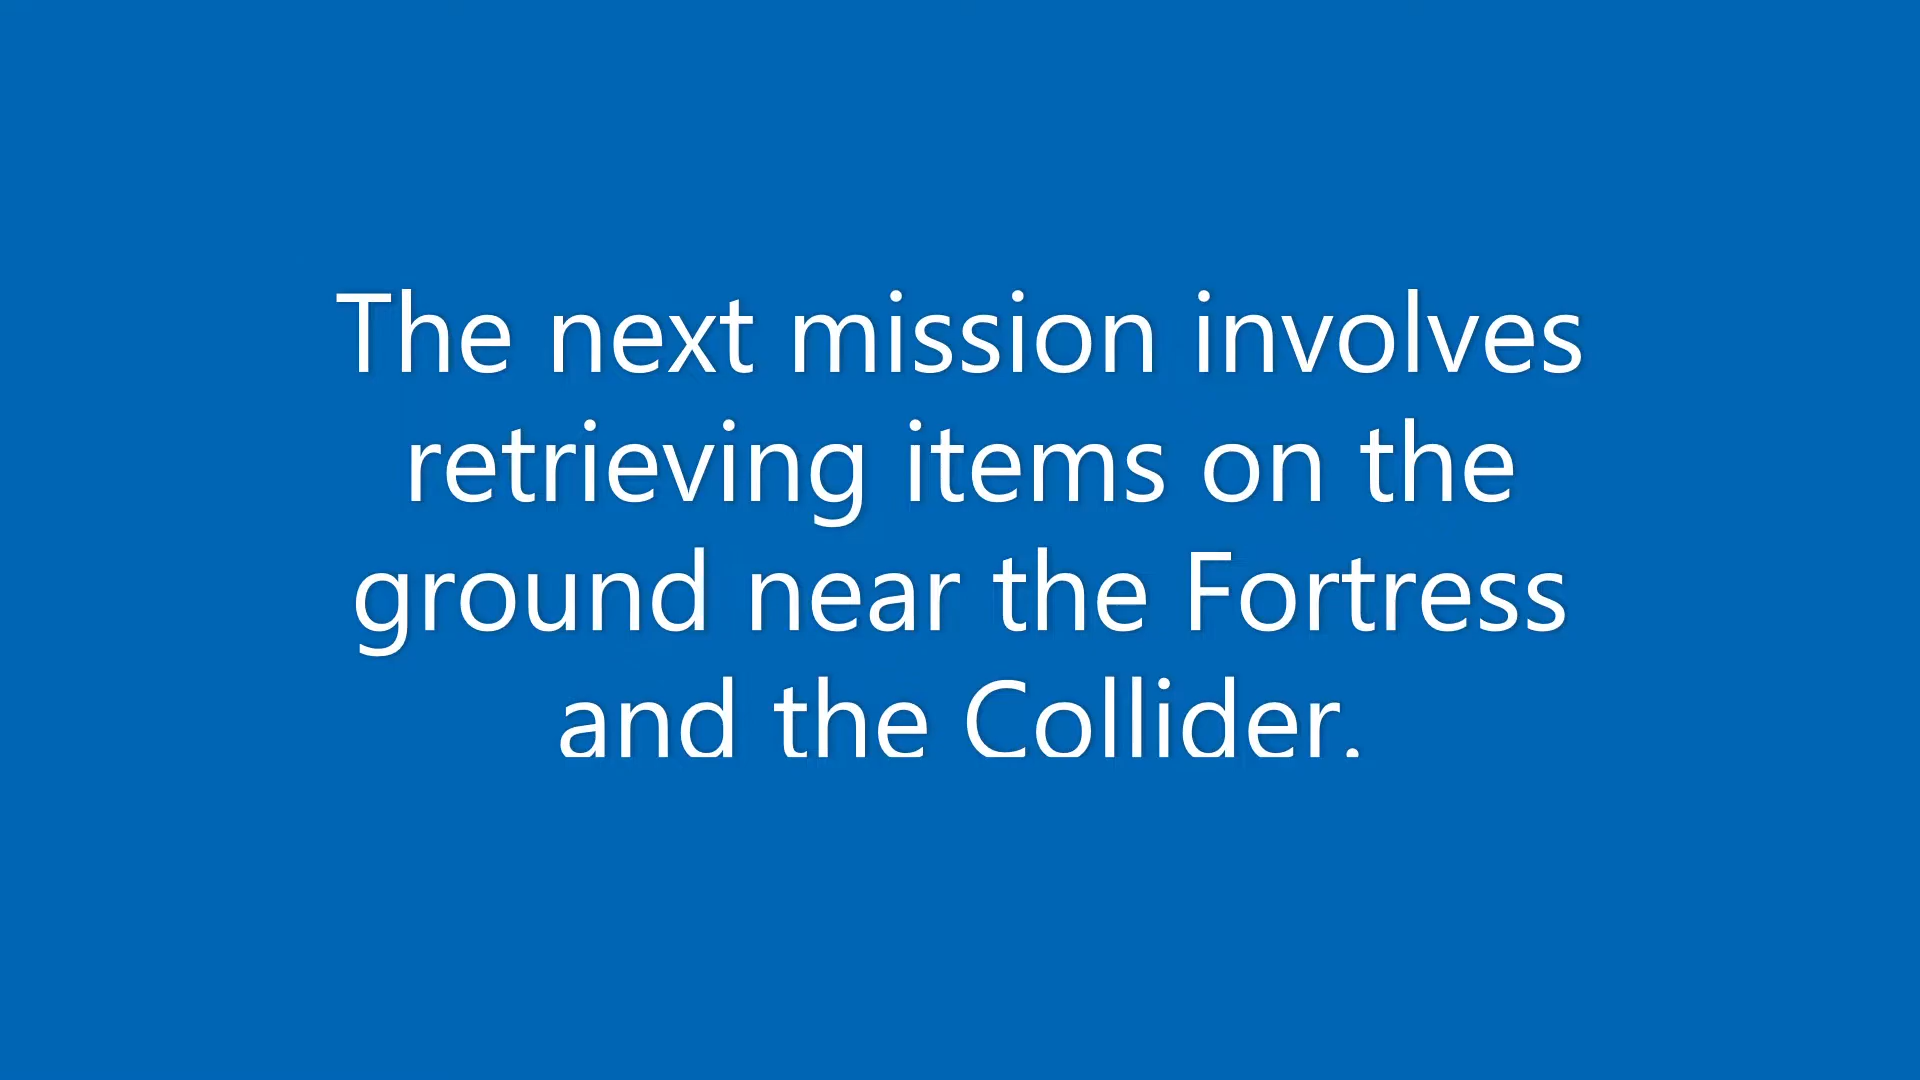 The next mission involves
retrieving items on the
ground near the Fortress
and the Collider.